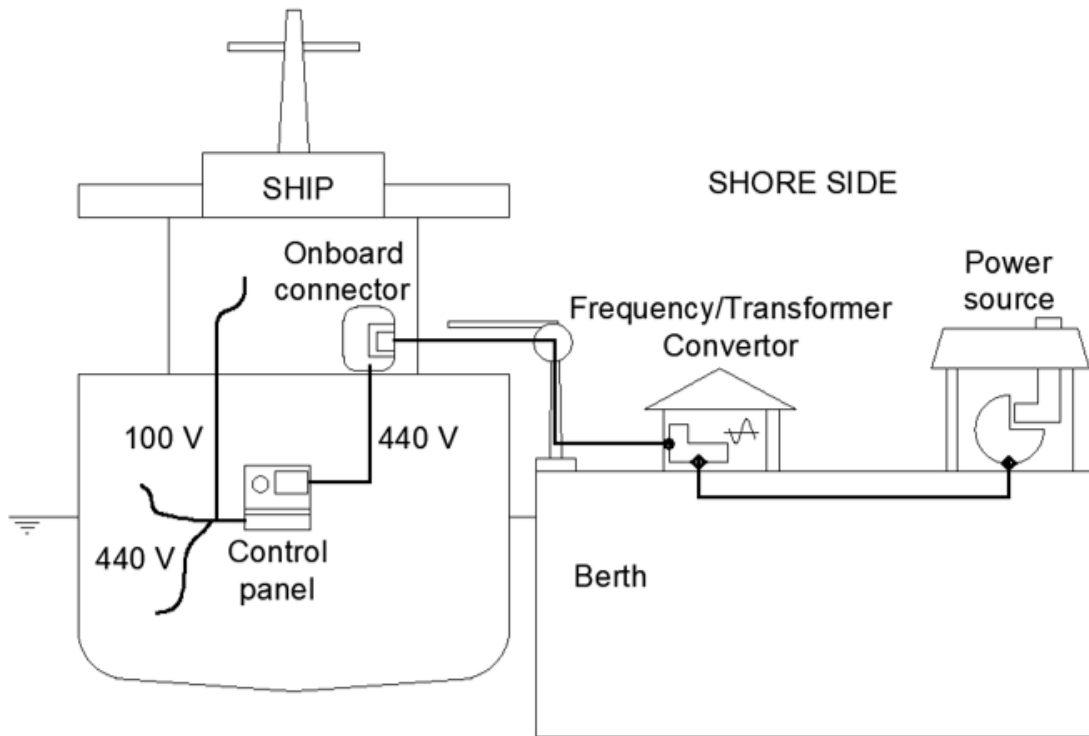 SHIP
SHORE SIDE
Onboard
connector
Power
source
Frequency/Transformer
Convertor
100 V
440 V
440 V
Control
panel
Berth